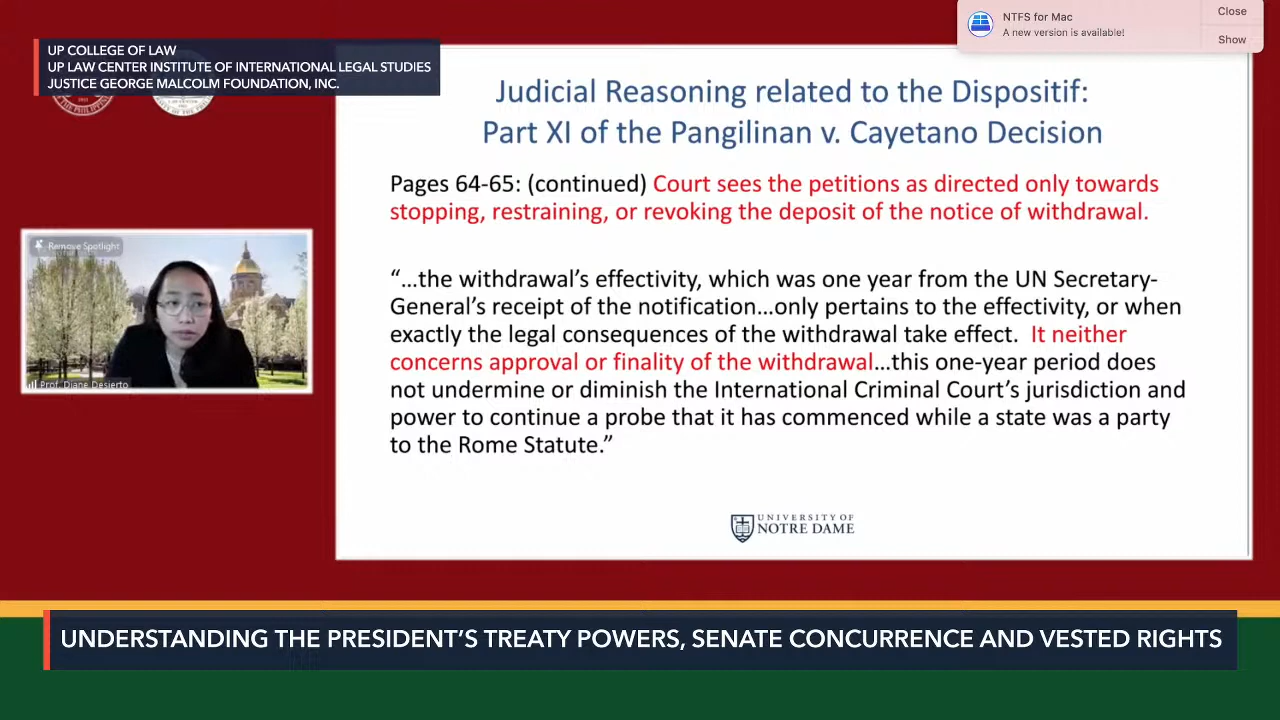 NTFS for Mac
A new version is available!
Close
Show
UP COLLEGE OF LAW
UP LAW CENTER INSTITUTE OF INTERNATIONAL LEGAL STUDIES
JUSTICE GEORGE MALCOLM FOUNDATION, INC.
Judicial Reasoning related to the Dispositif:
Part XI of the Pangilinan v. Cayetano Decision
Pages 64-65: (continued) Court sees the petitions as directed only towards
stopping, restraining, or revoking the deposit of the notice of withdrawal.
“…the withdrawal’s effectivity, which was one year from the UN Secretary-
General’s receipt of the notification…only pertains to the effectivity, or when
exactly the legal consequences of the withdrawal take effect. It neither
concerns approval or finality of the withdrawal…this one-year period does
not undermine or diminish the International Criminal Court’s jurisdiction and
power to continue a probe that it has commenced while a state was a party
to the Rome Statute.”
Remove Spotlight
Prof. Diane Desierto
UNIVERSITY OF
NOTRE DAME
UNDERSTANDING THE PRESIDENT’S TREATY POWERS, SENATE CONCURRENCE AND VESTED RIGHTS